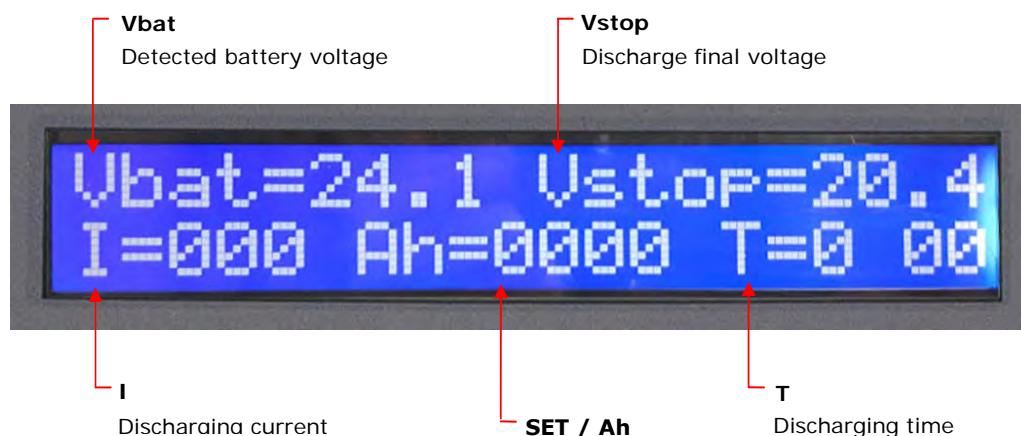 Vbat
Detected battery voltage
Vstop
Discharge final voltage
Vbat=24.1 Vstop=20.4
I=000 Ah=0000 T=0 00
I
Discharging current
SET / Ah
T
Discharging time